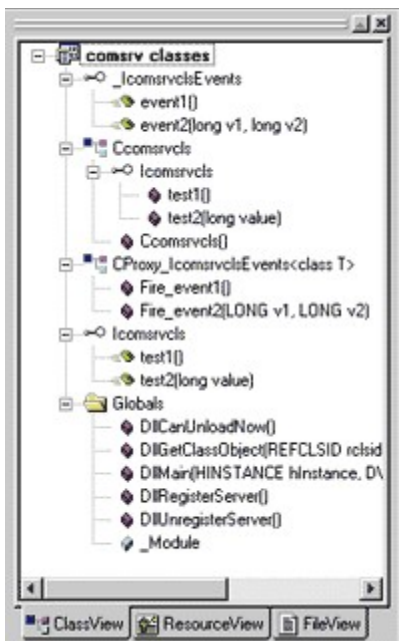 comsrv classes
_IcomsrvclsEvents
event1()
event2(long v1, long v2)
Ccomsrvcls
Icomsrvcls
test1()
test2(long value)
Ccomsrvcls()
CProxy_IcomsrvclsEvents<class T>
Fire_event1()
Fire_event2(LONG v1, LONG v2)
Icomsrvcls
test1()
test2(long value)
Globals
DllCanUnloadNow()
DllGetClassObject(REFCLSID rclsid
DllMain(HINSTANCE hInstance, DW
DllRegisterServer()
DllUnregisterServer()
_Module
ClassView ResourceView FileView